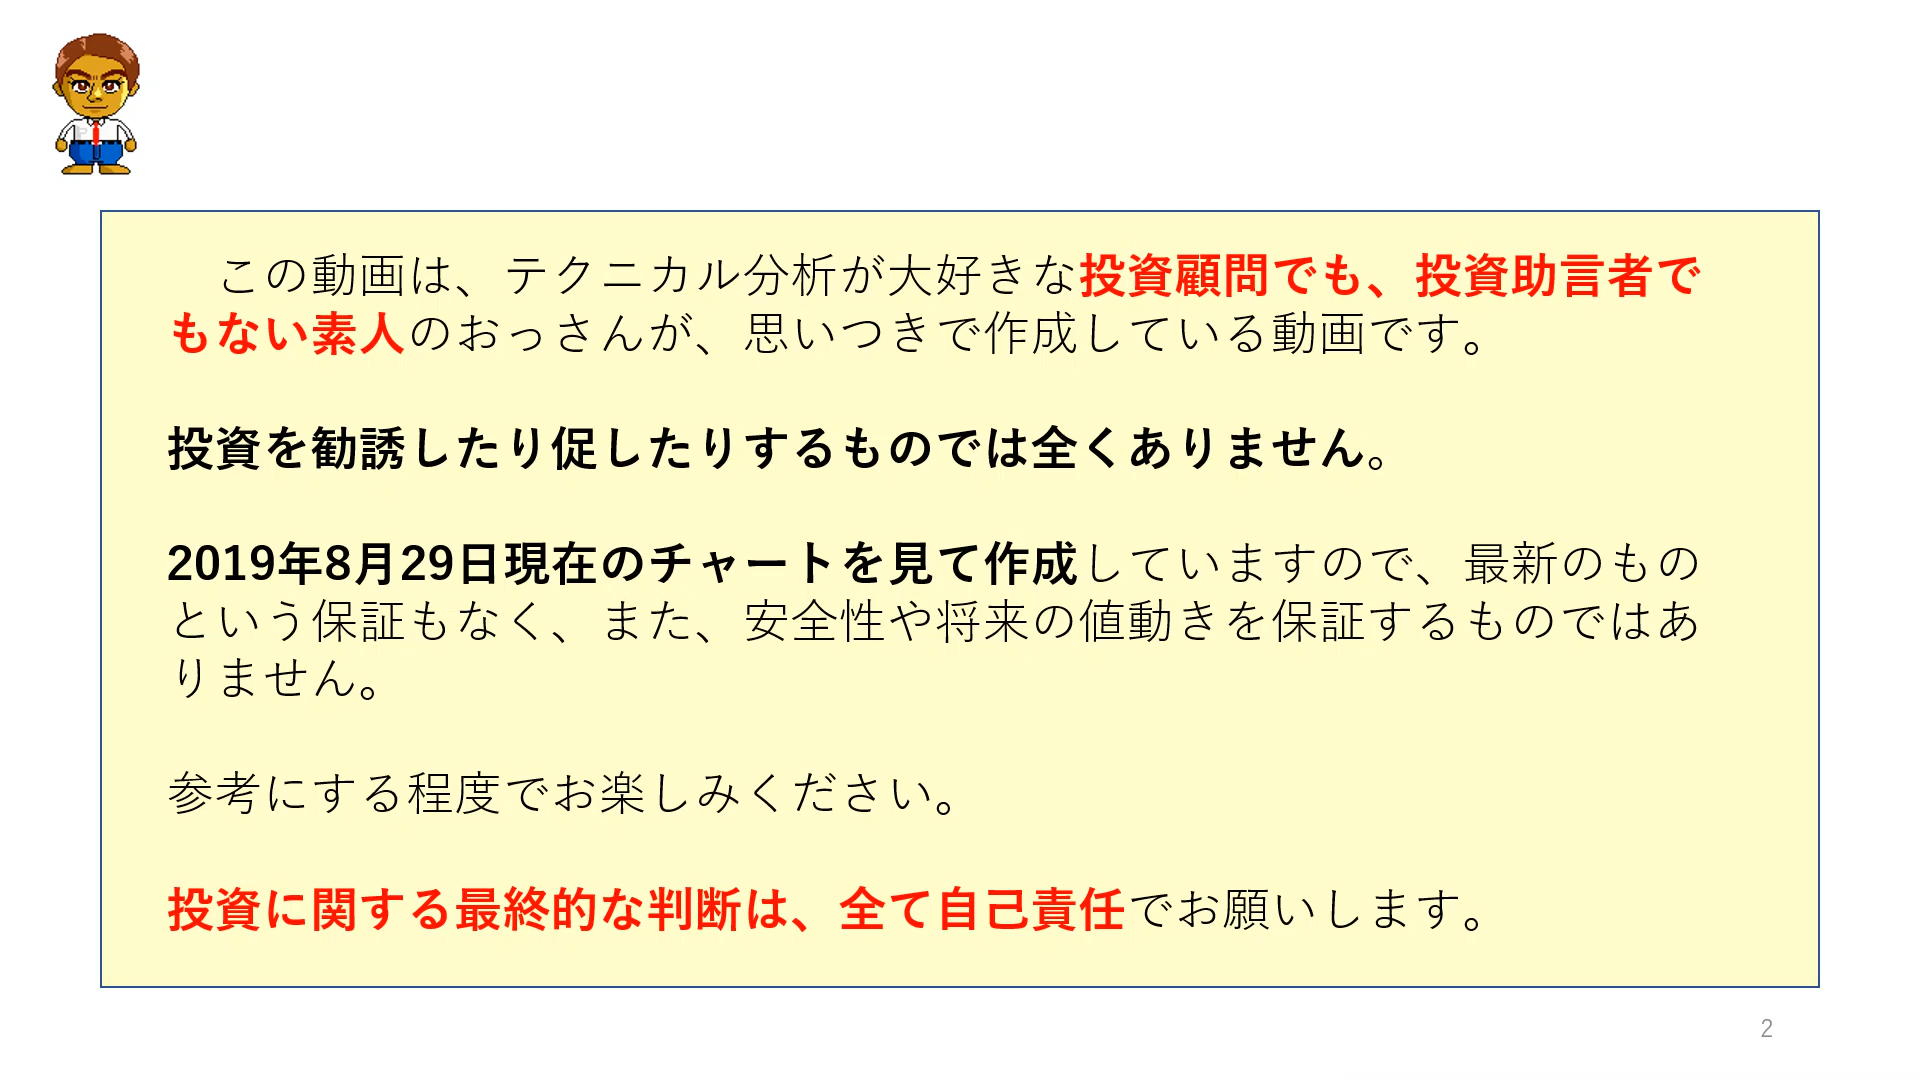 この動画は、テクニカル分析が大好きな投資顧問でも、投資助言者で
もない素人のおっさんが、思いつきで作成している動画です。
投資を勧誘したり促したりするものでは全くありません。
2019年8月29日現在のチャートを見て作成していますので、最新のもの
という保証もなく、また、安全性や将来の値動きを保証するものではあ
りません。
参考にする程度でお楽しみください。
投資に関する最終的な判断は、全て自己責任でお願いします。
2